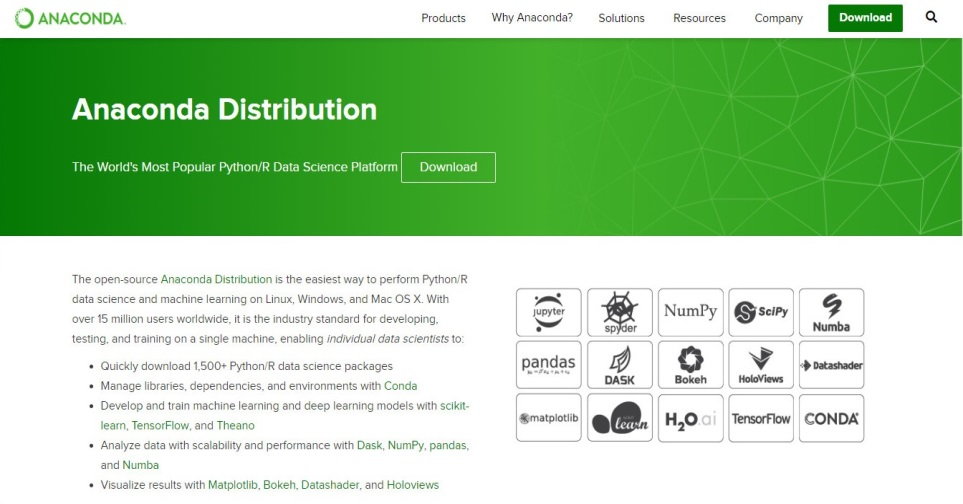 ANACONDA.
Products Why Anaconda? Solutions Resources Company Download
Anaconda Distribution
The World's Most Popular Python/R Data Science Platform Download
The open-source Anaconda Distribution is the easiest way to perform Python/R
data science and machine learning on Linux, Windows, and Mac OS X. With
over 15 million users worldwide, it is the industry standard for developing,
testing, and training on a single machine, enabling individual data scientists to:
• Quickly download 1,500+ Python/R data science packages
• Manage libraries, dependencies, and environments with Conda
• Develop and train machine learning and deep learning models with scikit-
learn, TensorFlow, and Theano
• Analyze data with scalability and performance with Dask, NumPy, pandas,
and Numba
• Visualize results with Matplotlib, Bokeh, Datashader, and Holoviews
jupyter spyder NumPy SciPy Numba
pandas DASK Bokeh HoloViews Datashader
matplotlib learn H2O.ai TensorFlow CONDA